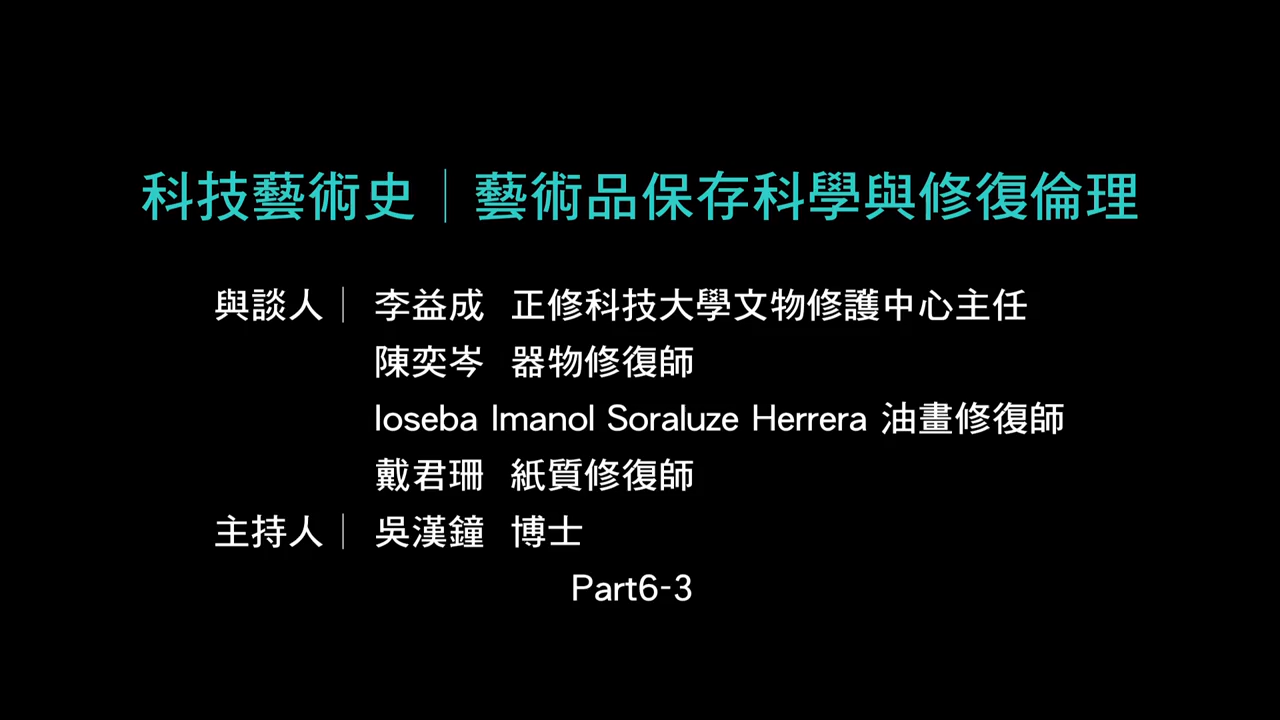 科技藝術史｜藝術品保存科學與修復倫理
與談人｜ 李益成 正修科技大學文物修護中心主任
陳奕岑 器物修復師
Ioseba Imanol Soraluze Herrera 油畫修復師
戴君珊 紙質修復師
主持人｜ 吳漢鐘 博士
Part6-3